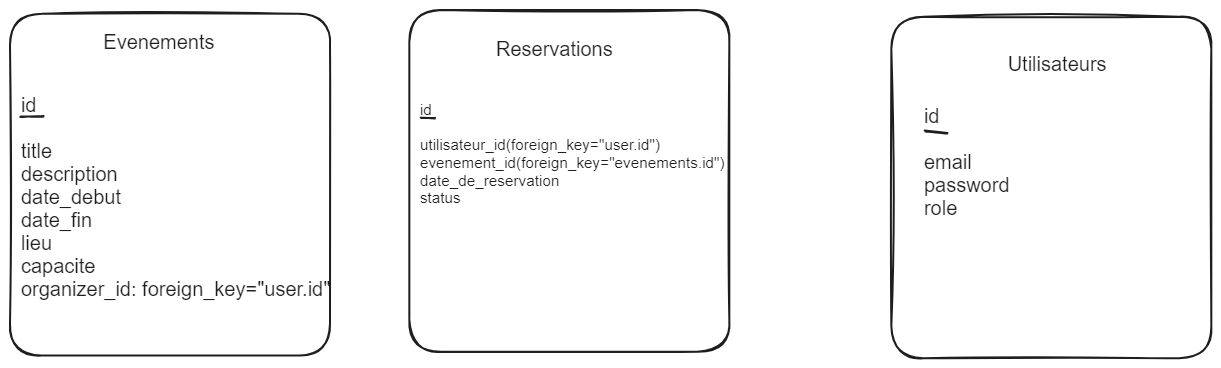 Evenements
id
title
description
date_debut
date_fin
lieu
capacite
organizer_id: foreign_key="user.id"
Reservations
id
utilisateur_id(foreign_key="user.id")
evenement_id(foreign_key="evenements.id")
date_de_reservation
status
Utilisateurs
id
email
password
role